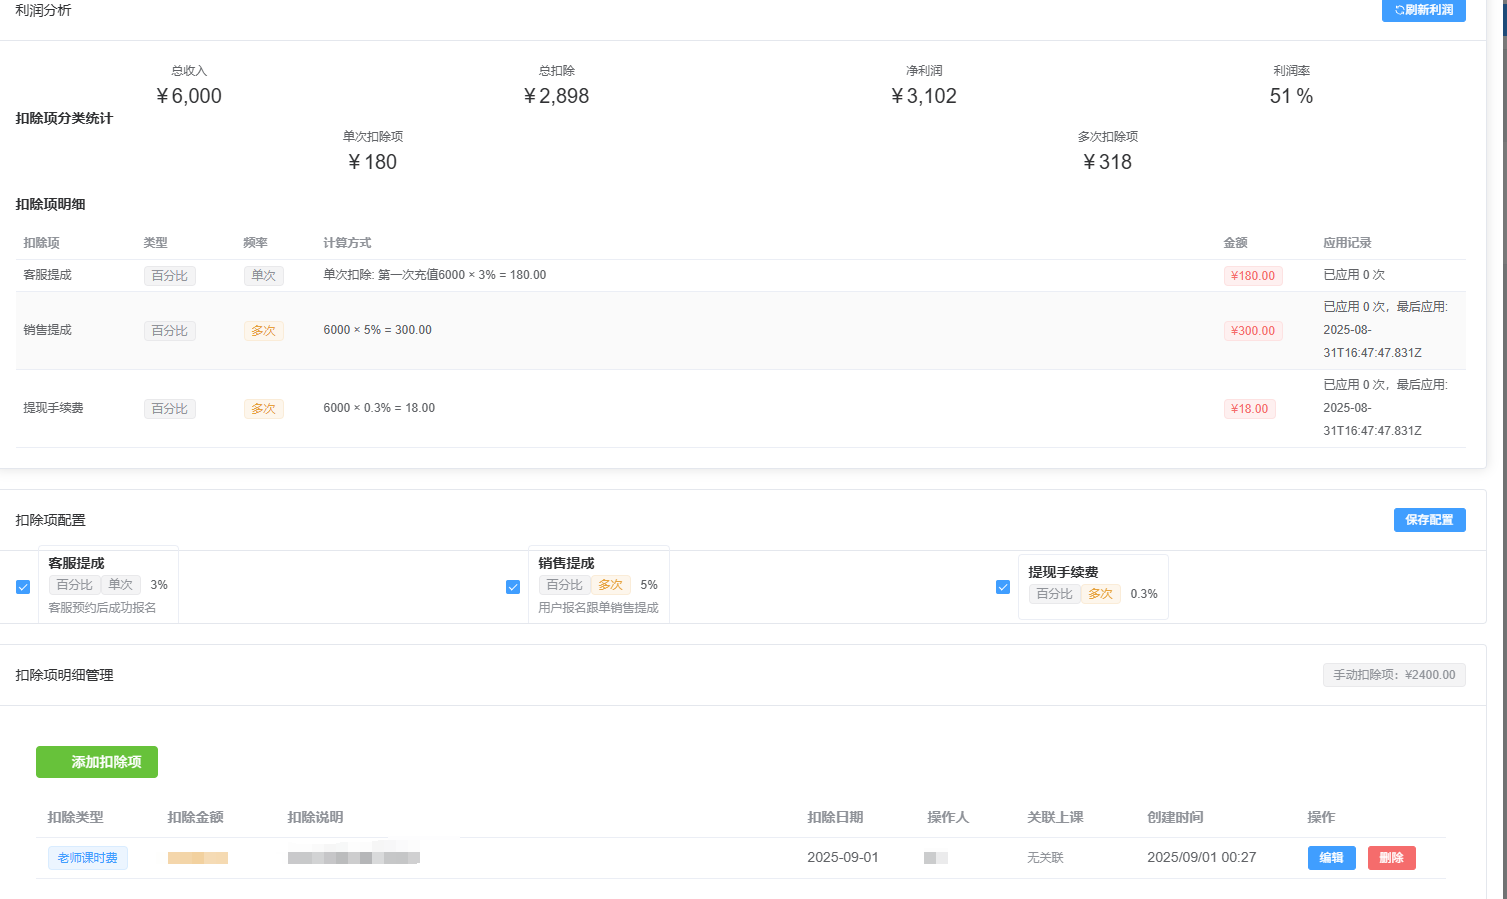 利润分析
刷新利润
总收入
总扣除
净利润
利润率
¥6,000
¥2,898
¥3,102
51 %
扣除项分类统计
单次扣除项
多次扣除项
¥180
¥318
扣除项明细
扣除项 类型 频率 计算方式 金额 应用记录
客服提成 百分比 单次 单次扣除: 第一次充值6000 × 3% = 180.00 ¥180.00 已应用 0 次
销售提成 百分比 多次 6000 × 5% = 300.00 ¥300.00 已应用 0 次，最后应用:
2025-08-
31T16:47:47.831Z
提现手续费 百分比 多次 6000 × 0.3% = 18.00 ¥18.00 已应用 0 次，最后应用:
2025-08-
31T16:47:47.831Z
扣除项配置
保存配置
客服提成
百分比 单次 3%
客服预约后成功报名
销售提成
百分比 多次 5%
用户报名跟单销售提成
提现手续费
百分比 多次 0.3%
扣除项明细管理
手动扣除项：¥2400.00
添加扣除项
扣除类型 扣除金额 扣除说明 扣除日期 操作人 关联上课 创建时间 操作
老师课时费 2025-09-01 无关联 2025/09/01 00:27 编辑 删除